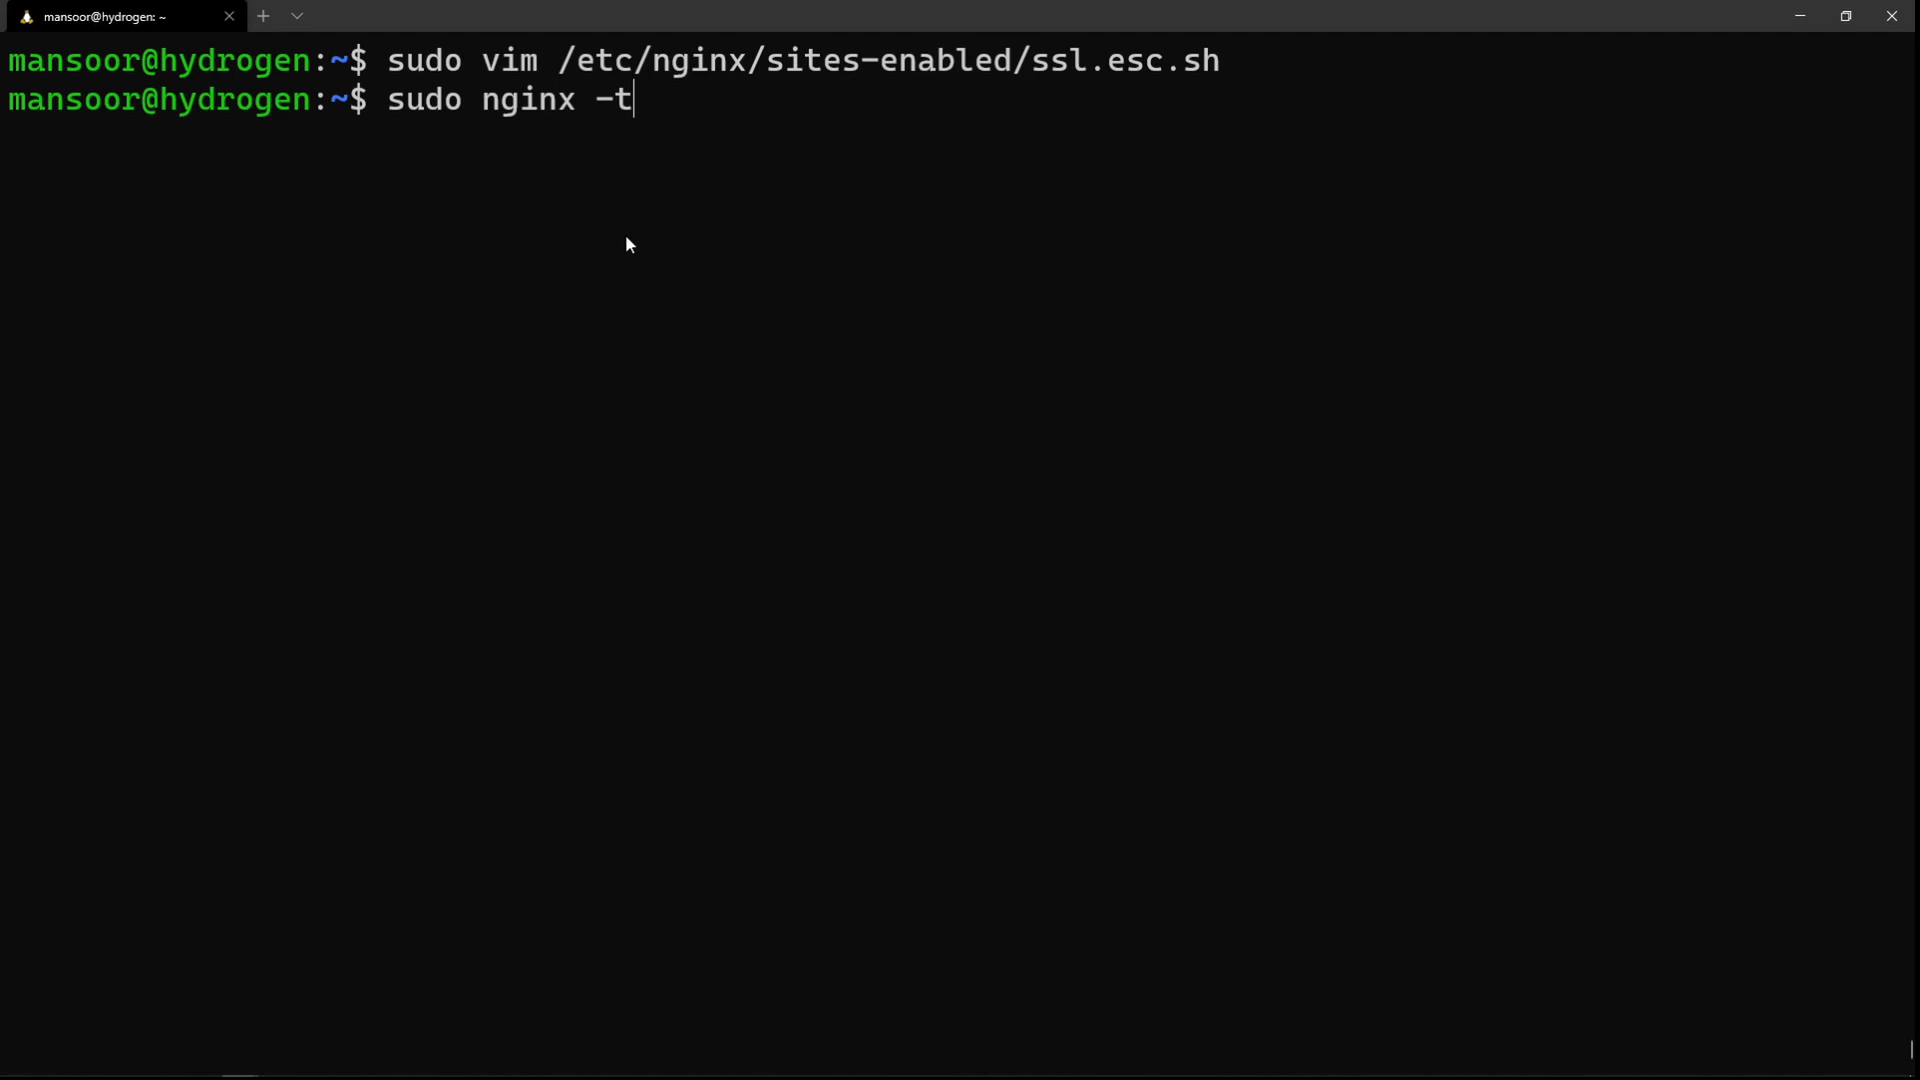 mansoor@hydrogen: ~
mansoor@hydrogen:~$ sudo vim /etc/nginx/sites-enabled/ssl.esc.sh
mansoor@hydrogen:~$ sudo nginx -t